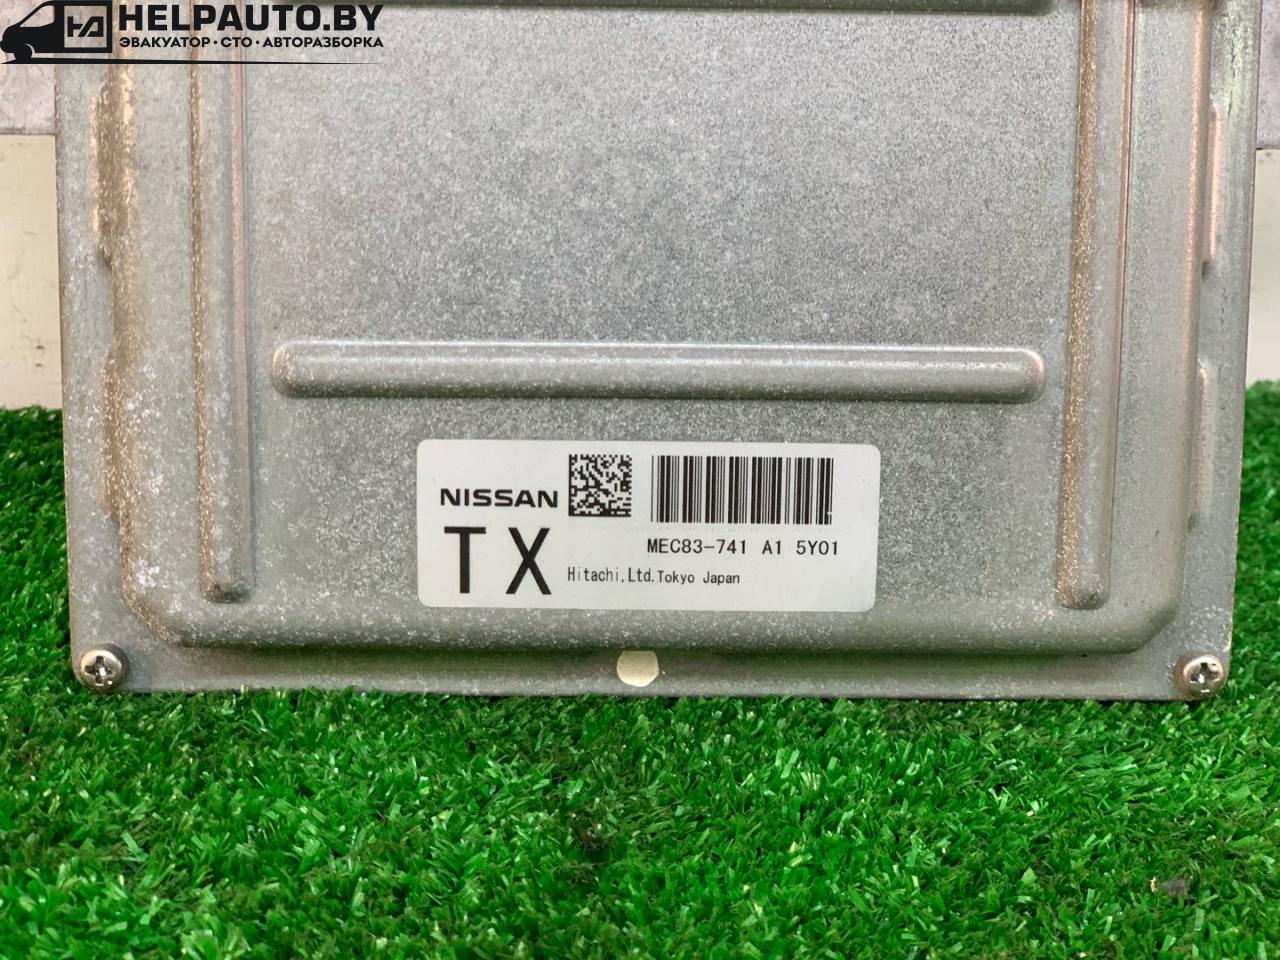 HELPAUTO.BY
ЭВАКУАТОР·СТО·АВТОРАЗБОРКА
NISSAN
TX
MEC83-741 A1 5Y01
Hitachi,Ltd.Tokyo Japan